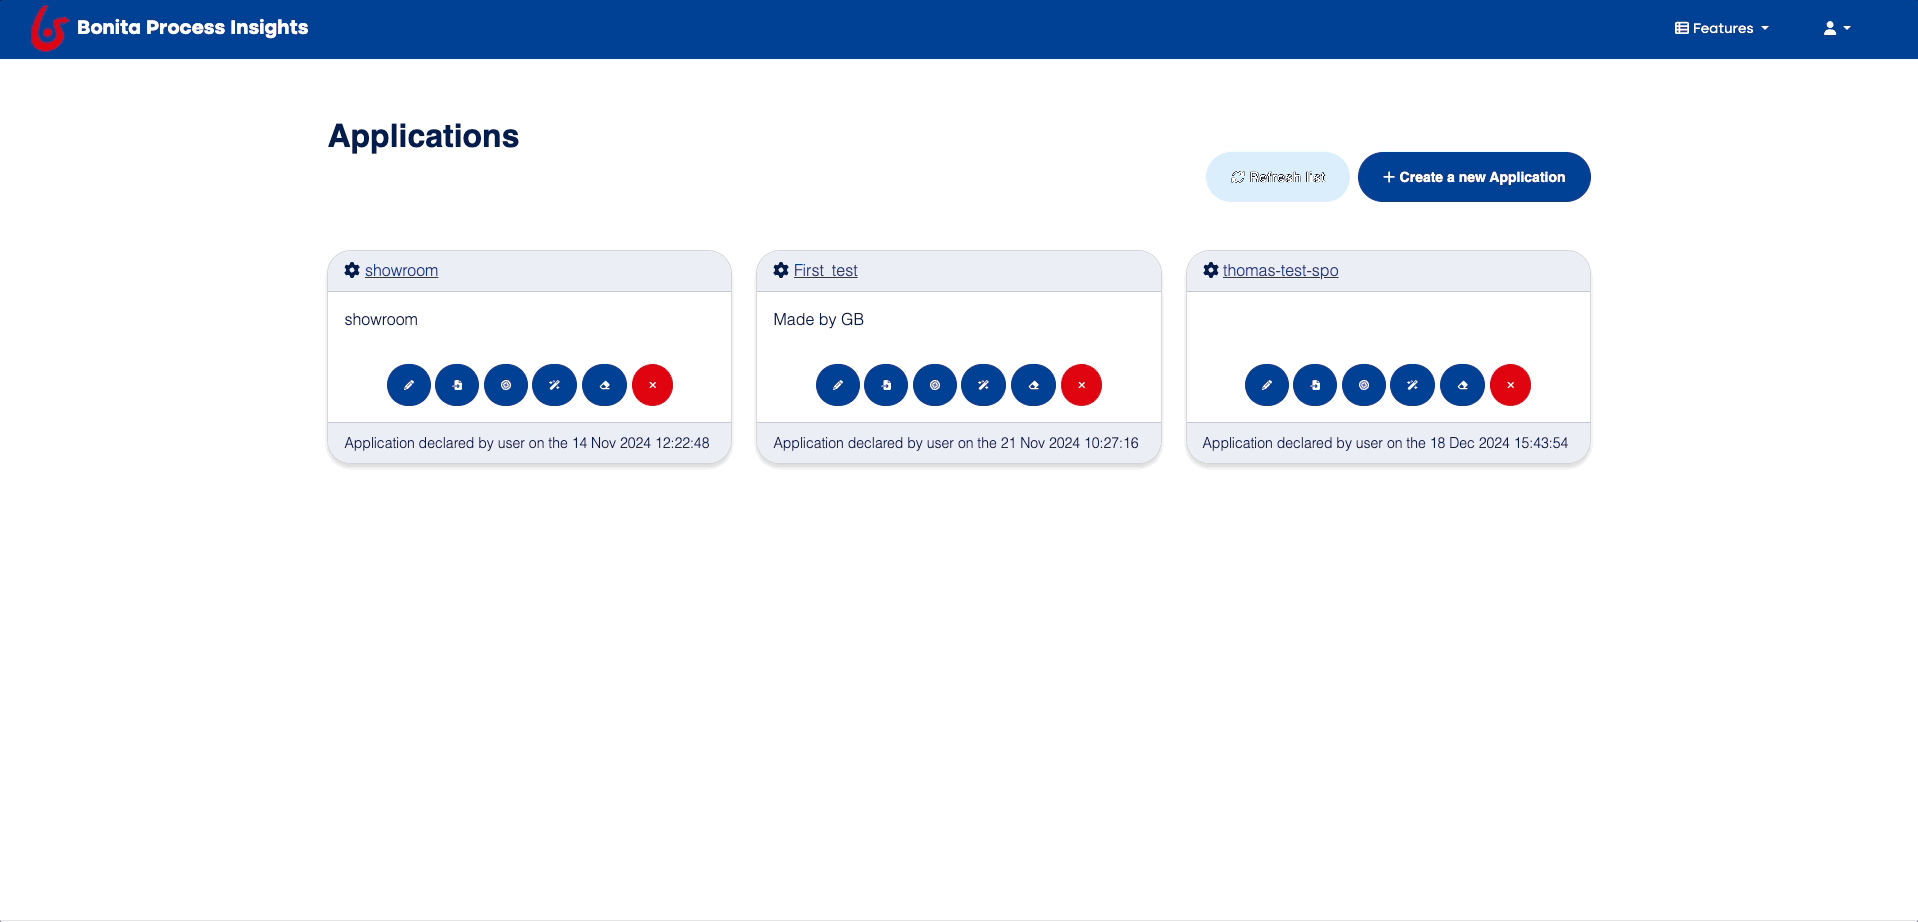 Bonita Process Insights
Features
Applications
Refresh list
+ Create a new Application
showroom
showroom
Application declared by user on the 14 Nov 2024 12:22:48
First_test
Made by GB
Application declared by user on the 21 Nov 2024 10:27:16
thomas-test-spo
Application declared by user on the 18 Dec 2024 15:43:54